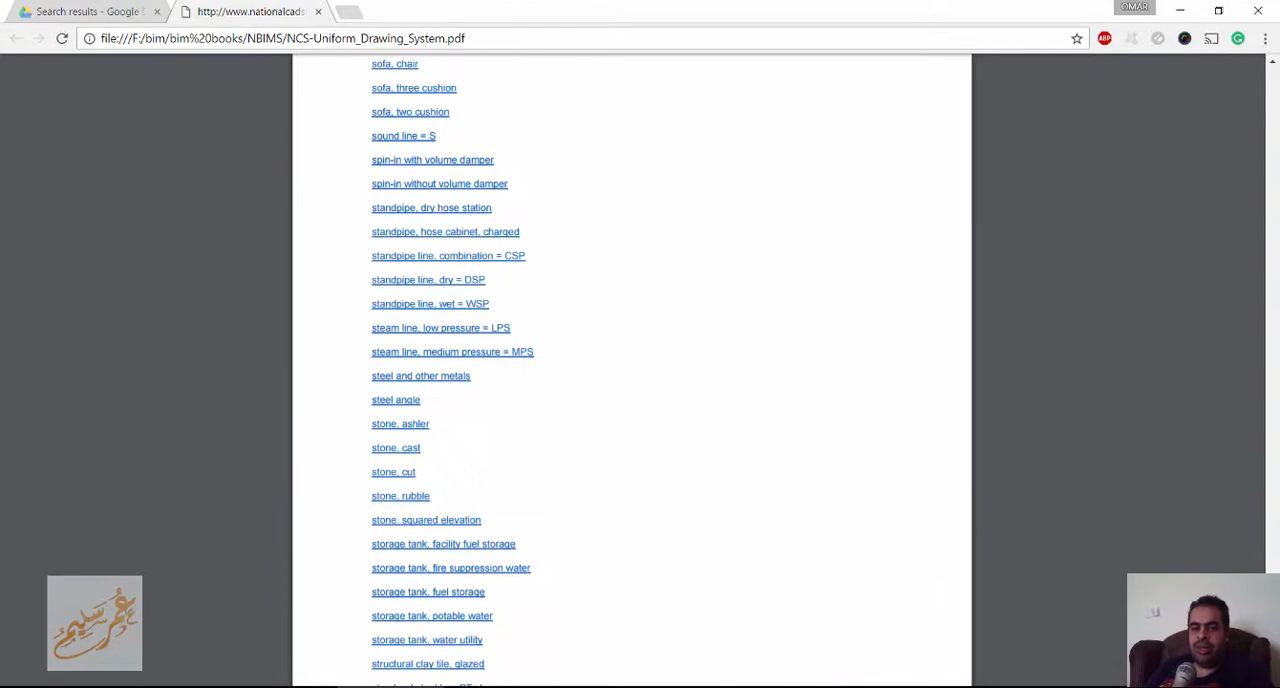 Search results - Google D
http://www.nationalcads
OMAR
file:///F:/bim/bim%20books/NBIMS/NCS-Uniform_Drawing_System.pdf
ABP
sofa, chair
sofa, three cushion
sofa, two cushion
sound line = S
spin-in with volume damper
spin-in without volume damper
standpipe, dry hose station
standpipe, hose cabinet, charged
standpipe line, combination = CSP
standpipe line, dry = DSP
standpipe line, wet = WSP
steam line, low pressure = LPS
steam line, medium pressure = MPS
steel and other metals
steel angle
stone, ashler
stone, cast
stone, cut
stone, rubble
stone, squared elevation
storage tank, facility fuel storage
storage tank, fire suppression water
storage tank, fuel storage
storage tank, potable water
storage tank, water utility
structural clay tile, glazed
عُمَر سَلِيم